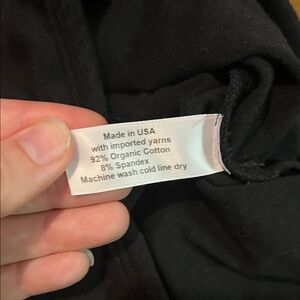 Made in USA
with imported yarns
92% Organic Cotton
8% Spandex
Machine wash cold line dry